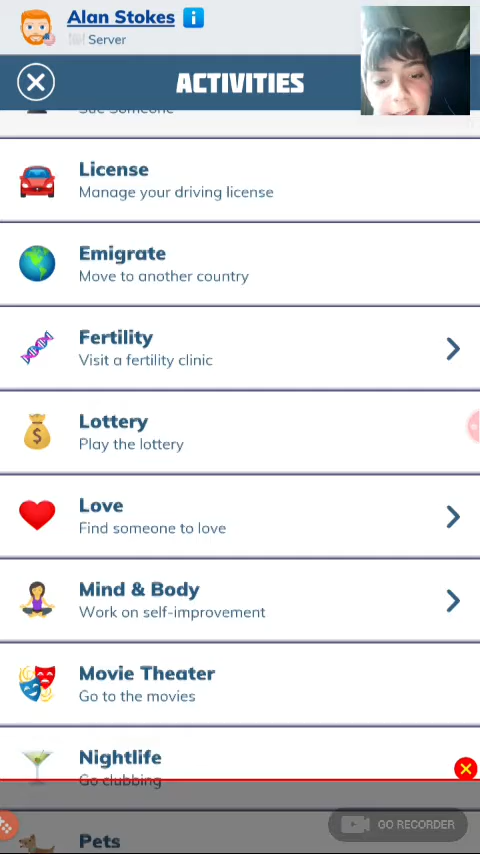 Alan Stokes
Server
ACTIVITIES
Sue Someone
License
Manage your driving license
Emigrate
Move to another country
Fertility
Visit a fertility clinic
Lottery
Play the lottery
Love
Find someone to love
Mind & Body
Work on self-improvement
Movie Theater
Go to the movies
Nightlife
Go clubbing
GO RECORDER
Pets